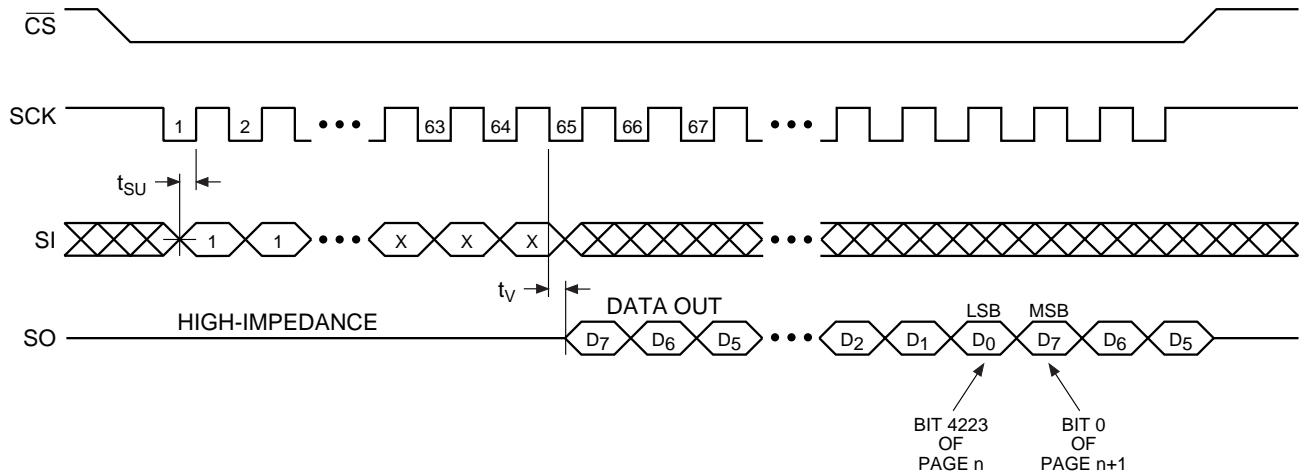 CS
SCK
1 2 63 64 65 66 67
tSU
SI
1 1 X X X
tV
DATA OUT
HIGH-IMPEDANCE
LSB MSB
SO
D7 D6 D5 D2 D1 D0 D7 D6 D5
BIT 4223
OF
PAGE n
BIT 0
OF
PAGE n+1